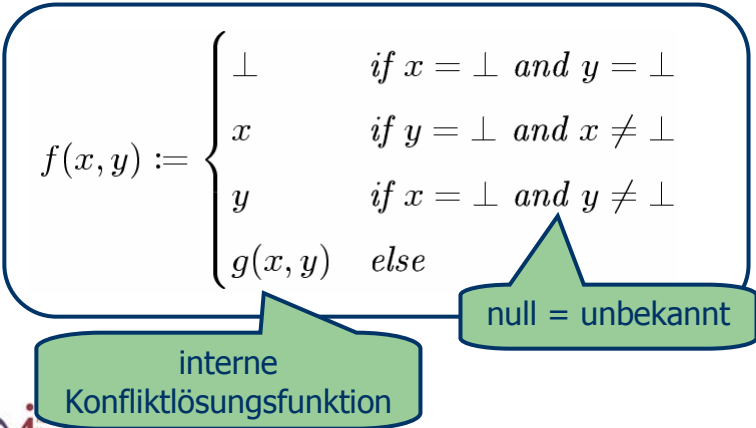 ⊥ if x = ⊥ and y = ⊥
x if y = ⊥ and x ≠ ⊥
f(x, y) :=
y if x = ⊥ and y ≠ ⊥
g(x, y) else
null = unbekannt
interne
Konfliktlösungsfunktion